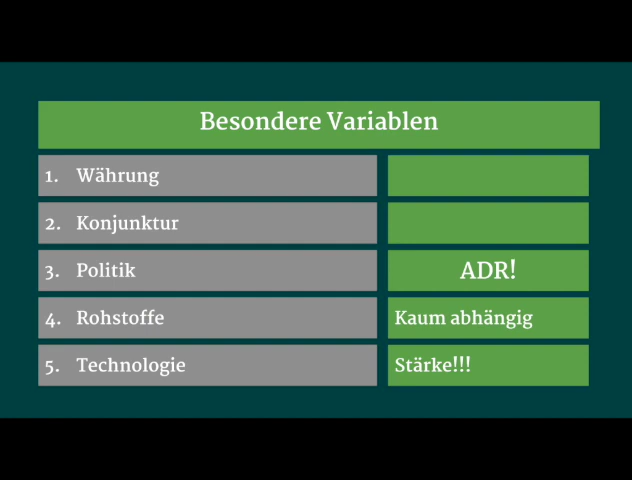 Besondere Variablen
1. Währung
2. Konjunktur
3. Politik ADR!
4. Rohstoffe Kaum abhängig
5. Technologie Stärke!!!